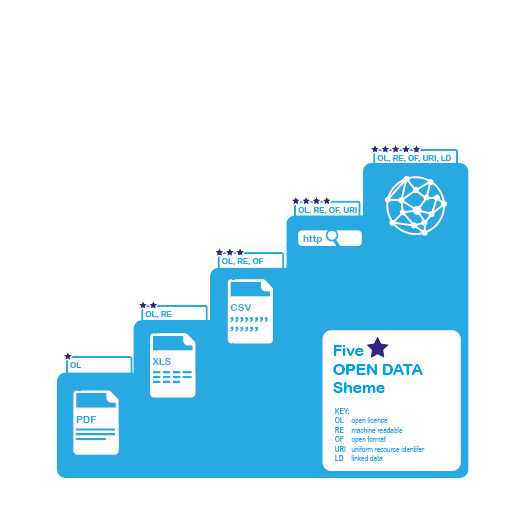 OL, RE, OF, URI, LD
OL, RE, OF, URI
http
OL, RE, OF
CSV
OL, RE
XLS
OL
PDF
Five
OPEN DATA
Sheme
KEY:
OL open licence
RE machine readable
OF open format
URI uniform recource identifer
LD linked data